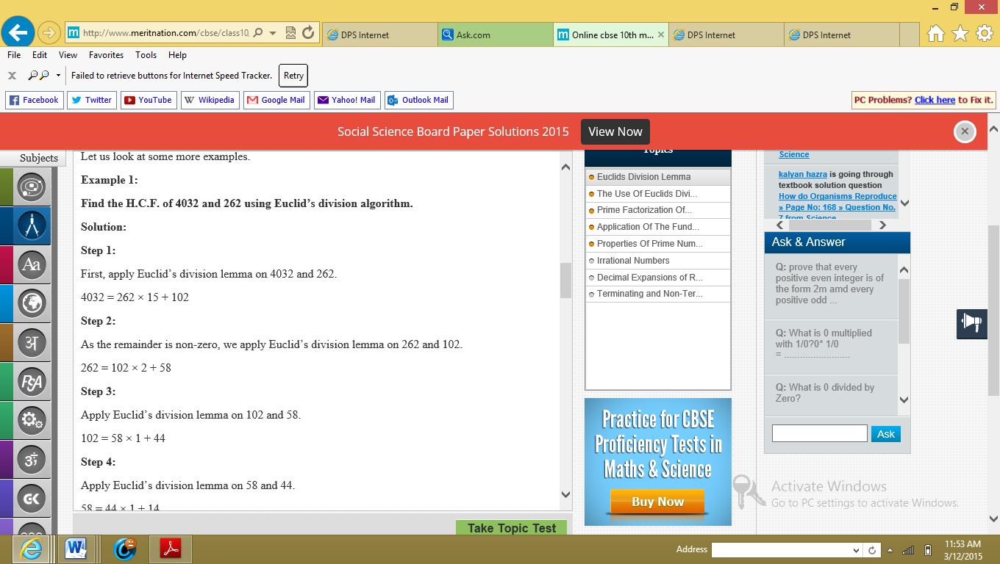 http://www.meritnation.com/cbse/class10,
DPS Internet
Ask.com
Online cbse 10th m...
DPS Internet
DPS Internet
File Edit View Favorites Tools Help
Failed to retrieve buttons for Internet Speed Tracker. Retry
Facebook Twitter YouTube Wikipedia Google Mail Yahoo! Mail Outlook Mail
PC Problems? Click here to Fix it.
Social Science Board Paper Solutions 2015 View Now
Subjects
Aa
अ
FSA
ॐ
GK
Let us look at some more examples.
Example 1:
Find the H.C.F. of 4032 and 262 using Euclid’s division algorithm.
Solution:
Step 1:
First, apply Euclid’s division lemma on 4032 and 262.
4032 = 262 × 15 + 102
Step 2:
As the remainder is non-zero, we apply Euclid’s division lemma on 262 and 102.
262 = 102 × 2 + 58
Step 3:
Apply Euclid’s division lemma on 102 and 58.
102 = 58 × 1 + 44
Step 4:
Apply Euclid’s division lemma on 58 and 44.
58 = 44 × 1 + 14
Take Topic Test
Topics
Euclids Division Lemma
The Use Of Euclids Divi...
Prime Factorization Of...
Application Of The Fund...
Properties Of Prime Num...
Irrational Numbers
Decimal Expansions of R...
Terminating and Non-Ter...
Practice for CBSE
Proficiency Tests in
Maths & Science
Buy Now
Science
kalyan hazra is going through
textbook solution question
How do Organisms Reproduce
» Page No: 168 » Question No.
7 from Science
Ask & Answer
Q: prove that every
positive even integer is of
the form 2m amd every
positive odd ...
Q: What is 0 multiplied
with 1/0?0* 1/0
= .........................
Q: What is 0 divided by
Zero?
Ask
Activate Windows
Go to PC settings to activate Windows.
Address
11:53 AM
3/12/2015